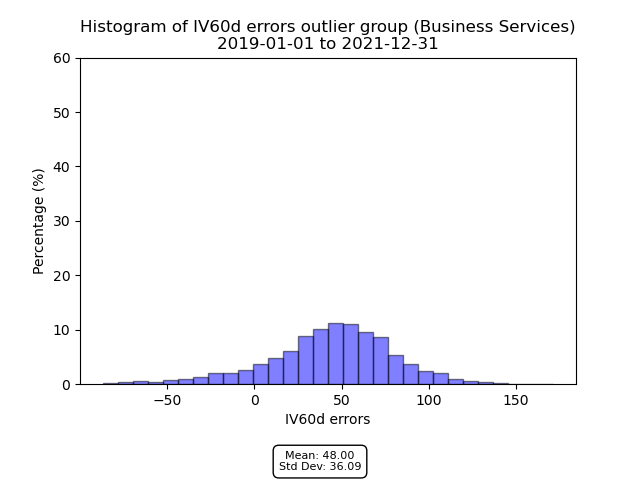 Histogram of IV60d errors outlier group (Business Services)
2019-01-01 to 2021-12-31
60
50
40
30
20
10
0
Percentage (%)
−50
0
50
100
150
IV60d errors
Mean: 48.00
Std Dev: 36.09